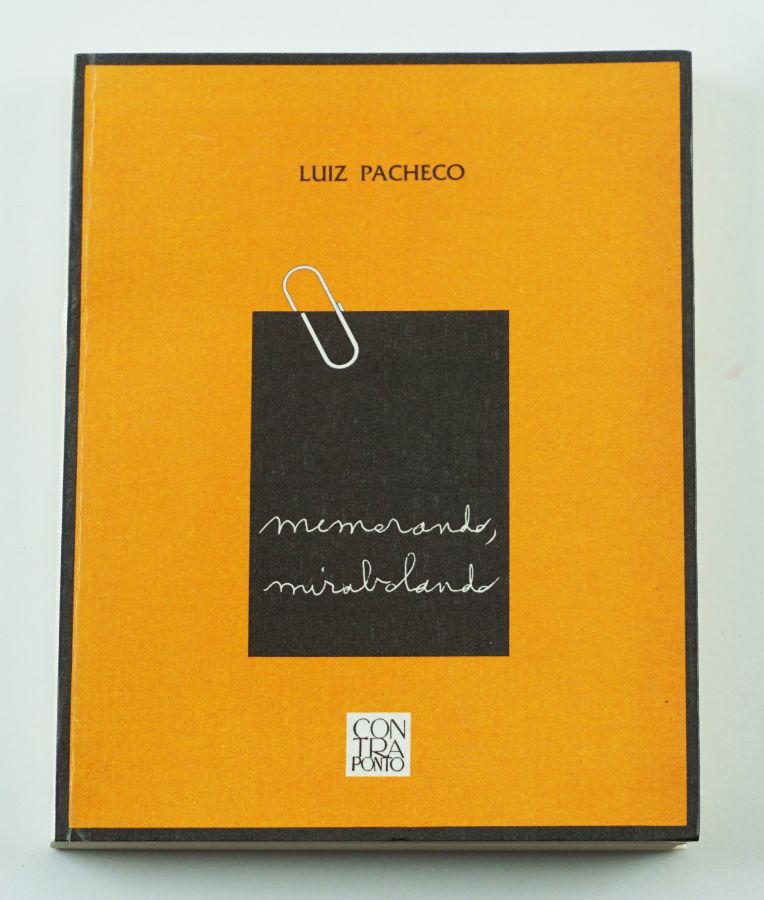 LUIZ PACHECO
memorando,
mirabolando
CON
TRA
PONTO